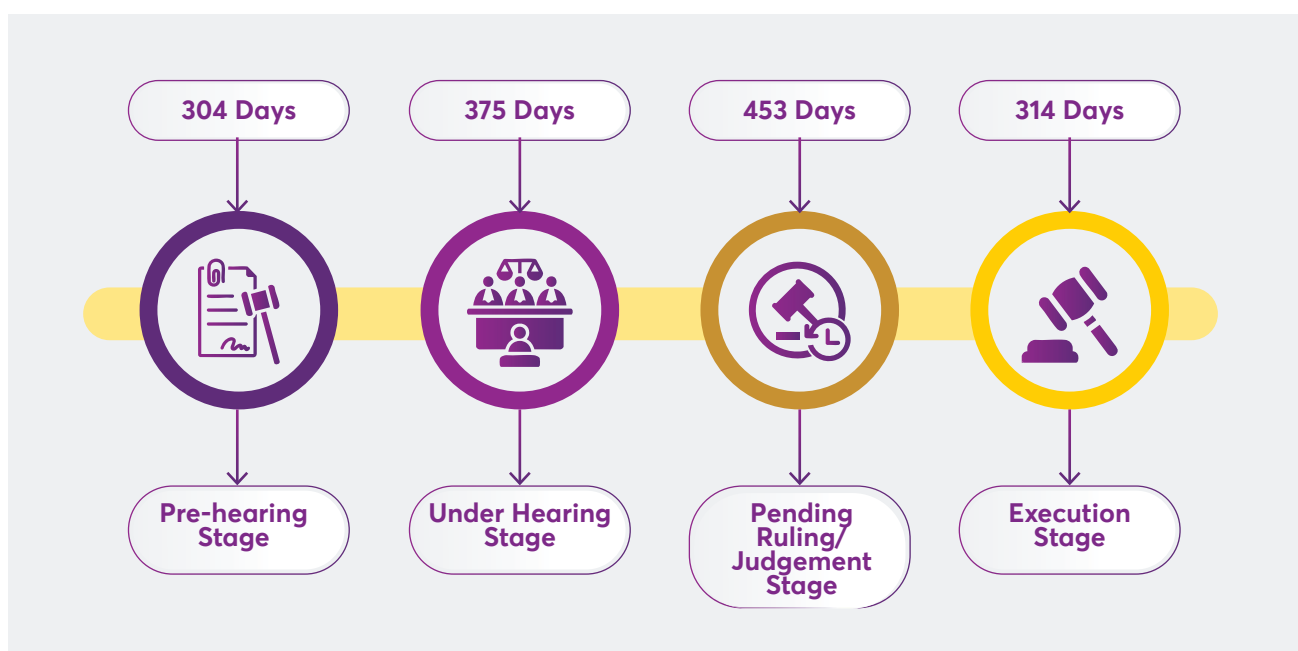 304 Days
375 Days
453 Days
314 Days
Pre-hearing
Stage
Under Hearing
Stage
Pending
Ruling/
Judgement
Stage
Execution
Stage